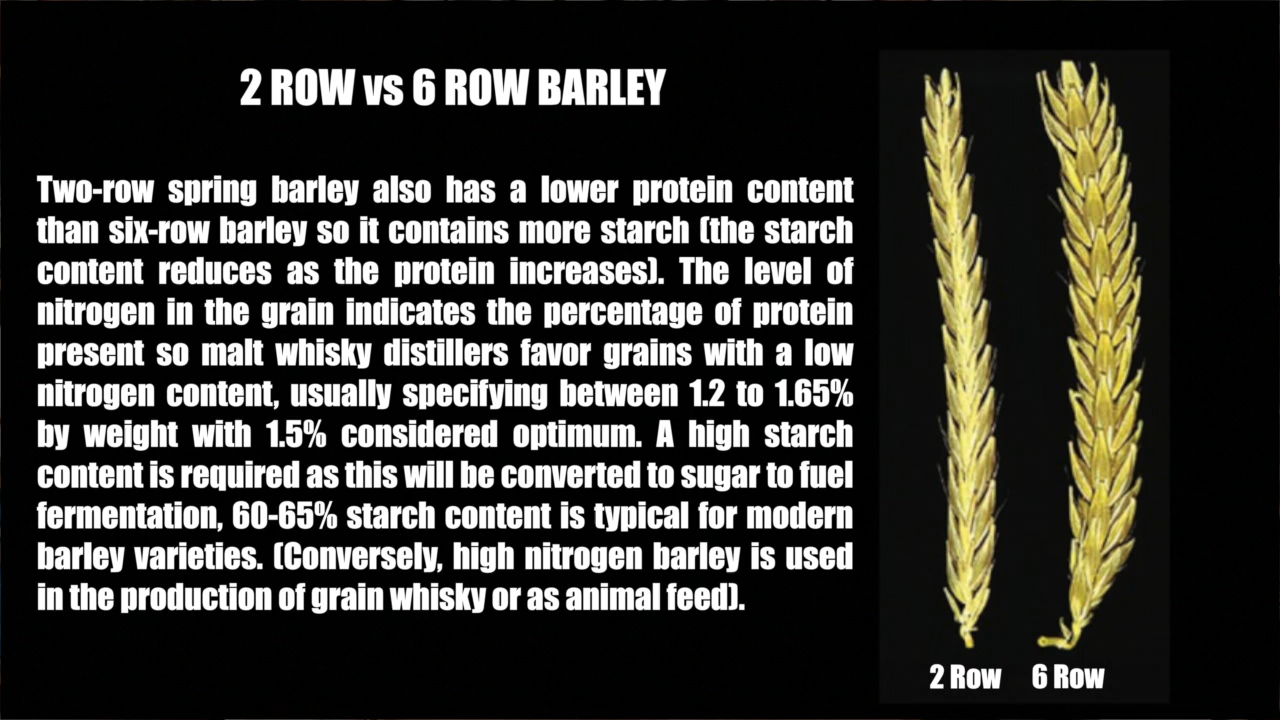 2 ROW vs 6 ROW BARLEY
Two-row spring barley also has a lower protein content
than six-row barley so it contains more starch (the starch
content reduces as the protein increases). The level of
nitrogen in the grain indicates the percentage of protein
present so malt whisky distillers favor grains with a low
nitrogen content, usually specifying between 1.2 to 1.65%
by weight with 1.5% considered optimum. A high starch
content is required as this will be converted to sugar to fuel
fermentation, 60-65% starch content is typical for modern
barley varieties. (Conversely, high nitrogen barley is used
in the production of grain whisky or as animal feed).
2 Row
6 Row